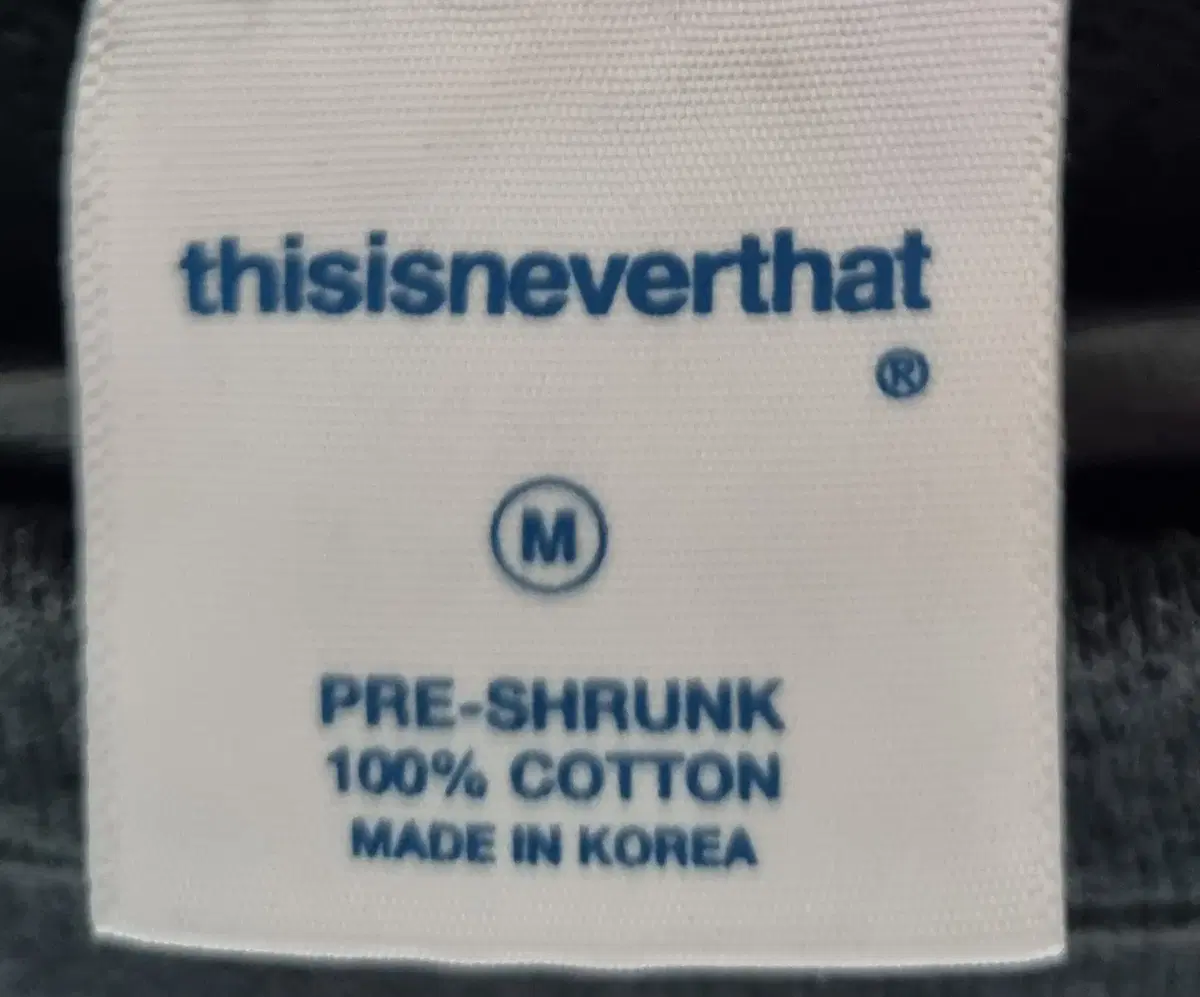 thisisneverthat
®
M
PRE-SHRUNK
100% COTTON
MADE IN KOREA